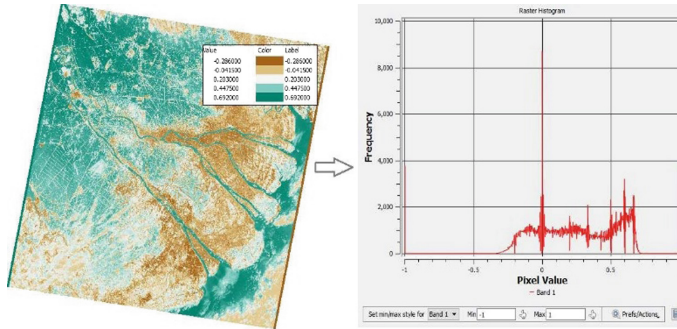 Value Color Label
-0.286000 -0.286000
-0.041500 -0.041500
0.203000 0.203000
0.447500 0.447500
0.692000 0.692000
Raster Histogram
10,000
8,000
6,000
4,000
2,000
0
Frequency
-1 -0.5 0 0.5 1
Pixel Value
Band 1
Set min/max style for Band 1 Min -1 Max 1 Prefs/Actions